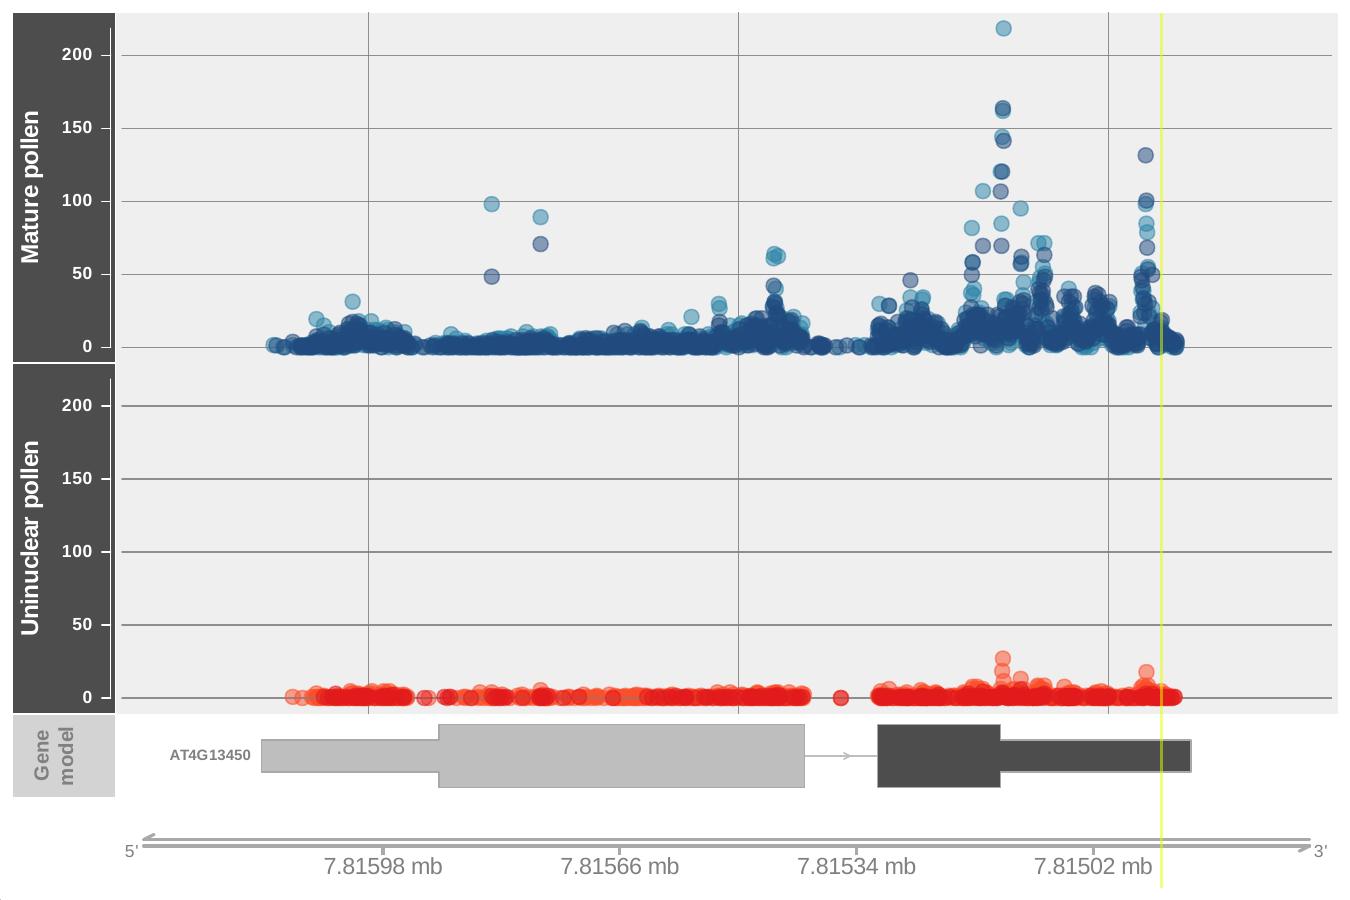 Mature pollen
200
150
100
50
0
Uninuclear pollen
200
150
100
50
0
Gene
model
AT4G13450
5'
3'
7.81598 mb
7.81566 mb
7.81534 mb
7.81502 mb